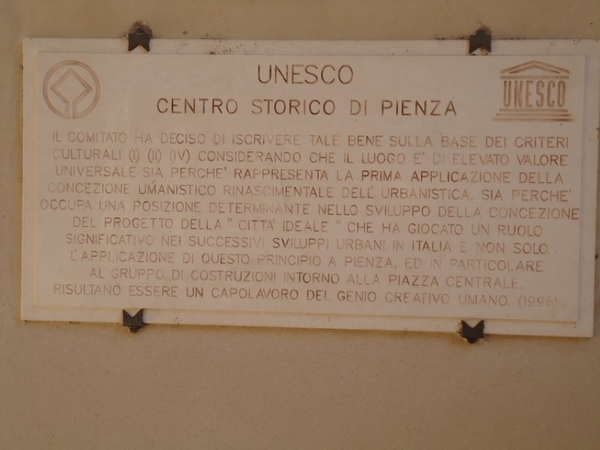 UNESCO
CENTRO STORICO DI PIENZA
UNESCO
IL COMITATO HA DECISO DI ISCRIVERE TALE BENE SULLA BASE DEI CRITERI
CULTURALI (I) (II) (IV) CONSIDERANDO CHE IL LUOGO E' DI ELEVATO VALORE
UNIVERSALE SIA PERCHE' RAPPRESENTA LA PRIMA APPLICAZIONE DELLA
CONCEZIONE UMANISTICO RINASCIMENTALE DELL' URBANISTICA, SIA PERCHE'
OCCUPA UNA POSIZIONE DETERMINANTE NELLO SVILUPPO DELLA CONCEZIONE
DEL PROGETTO DELLA " CITTA' IDEALE " CHE HA GIOCATO UN RUOLO
SIGNIFICATIVO NEI SUCCESSIVI SVILUPPI URBANI IN ITALIA E NON SOLO.
L'APPLICAZIONE DI QUESTO PRINCIPIO A PIENZA, ED IN PARTICOLARE
AL GRUPPO, DI COSTRUZIONI INTORNO ALLA PIAZZA CENTRALE,
RISULTANO ESSERE UN CAPOLAVORO DEL GENIO CREATIVO UMANO. (1996)